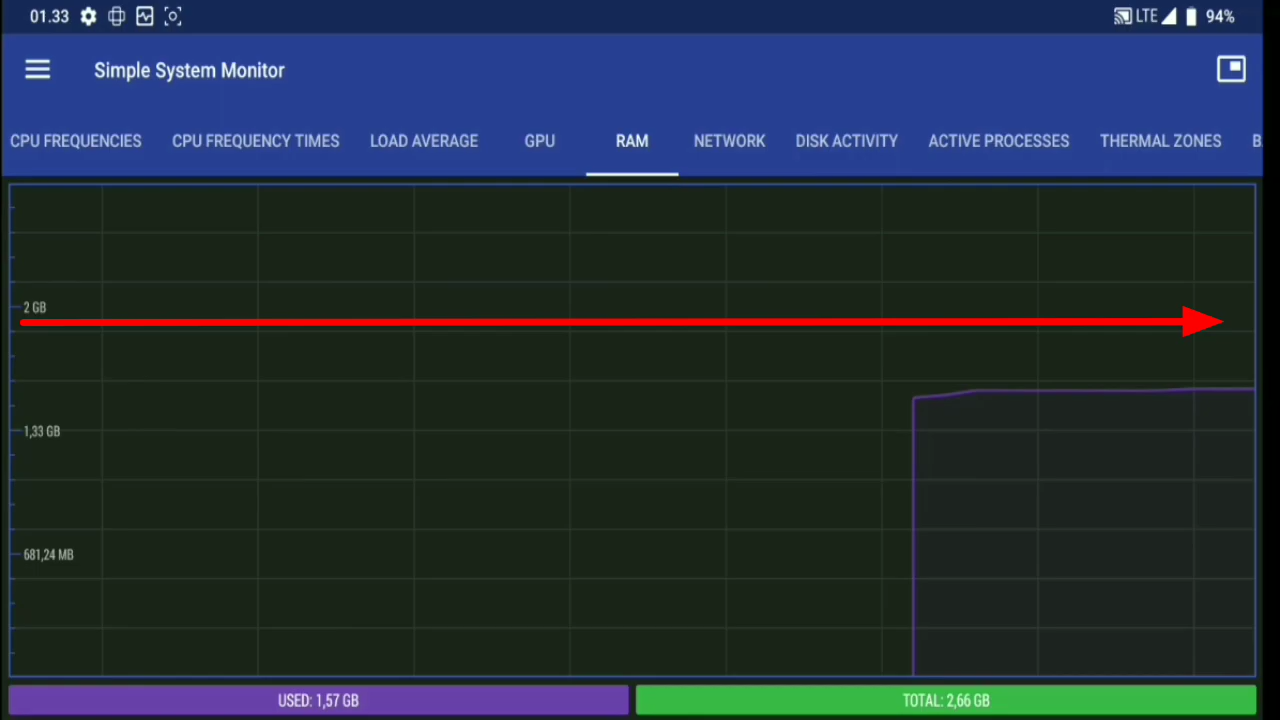 01.33 LTE 94%
Simple System Monitor
CPU FREQUENCIES CPU FREQUENCY TIMES LOAD AVERAGE GPU RAM NETWORK DISK ACTIVITY ACTIVE PROCESSES THERMAL ZONES
2 GB
1,33 GB
681,24 MB
USED: 1,57 GB TOTAL: 2,66 GB